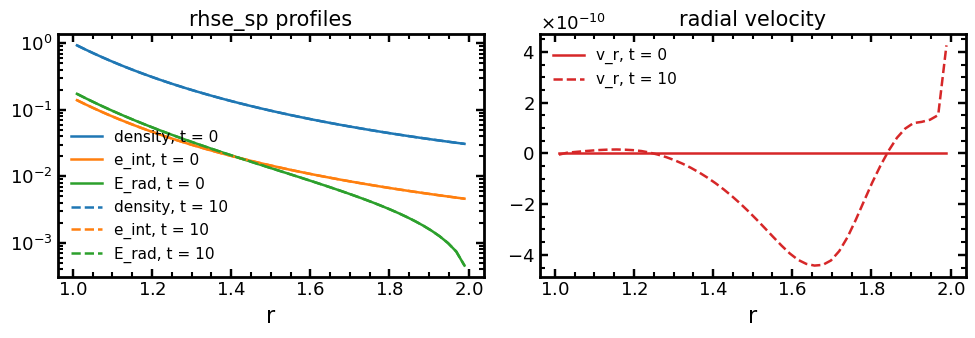 rhse_sp profiles
10⁰
10⁻¹
10⁻²
10⁻³
density, t = 0
e_int, t = 0
E_rad, t = 0
density, t = 10
e_int, t = 10
E_rad, t = 10
1.0 1.2 1.4 1.6 1.8 2.0
r
radial velocity
×10⁻¹⁰
4
2
0
−2
−4
v_r, t = 0
v_r, t = 10
1.0 1.2 1.4 1.6 1.8 2.0
r